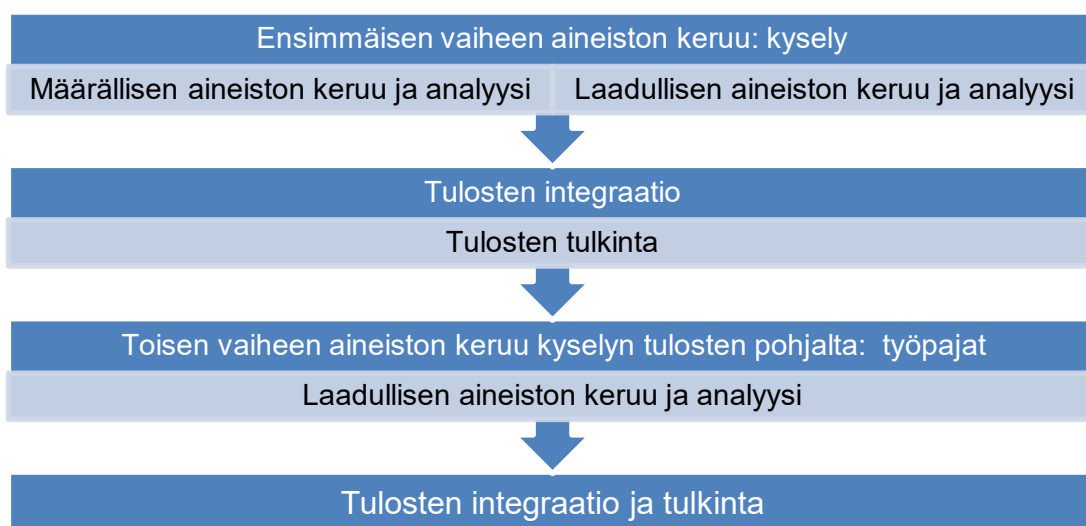 Ensimmäisen vaiheen aineiston keruu: kysely
Määrällisen aineiston keruu ja analyysi
Laadullisen aineiston keruu ja analyysi
Tulosten integraatio
Tulosten tulkinta
Toisen vaiheen aineiston keruu kyselyn tulosten pohjalta: työpajat
Laadullisen aineiston keruu ja analyysi
Tulosten integraatio ja tulkinta